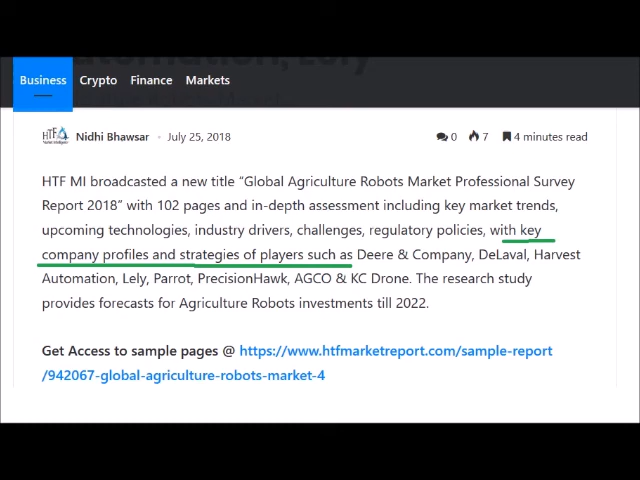 Business Crypto Finance Markets
Nidhi Bhawsar • July 25, 2018 0 7 4 minutes read
HTF MI broadcasted a new title “Global Agriculture Robots Market Professional Survey
Report 2018” with 102 pages and in-depth assessment including key market trends,
upcoming technologies, industry drivers, challenges, regulatory policies, with key
company profiles and strategies of players such as Deere & Company, DeLaval, Harvest
Automation, Lely, Parrot, PrecisionHawk, AGCO & KC Drone. The research study
provides forecasts for Agriculture Robots investments till 2022.
Get Access to sample pages @ https://www.htfmarketreport.com/sample-report
/942067-global-agriculture-robots-market-4